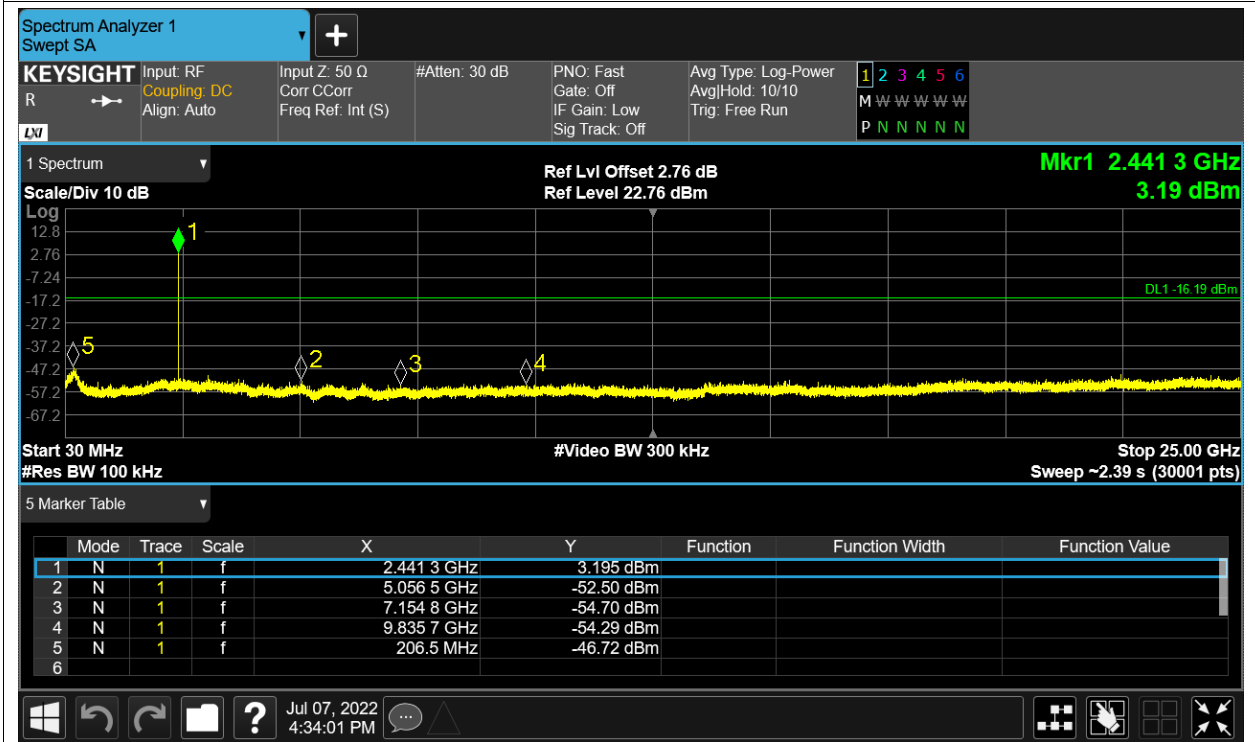 Spectrum Analyzer 1
Swept SA
+
KEYSIGHT Input: RF Input Z: 50 Ω #Atten: 30 dB PNO: Fast Avg Type: Log-Power 1 2 3 4 5 6
R Coupling: DC Corr CCorr Gate: Off Avg|Hold: 10/10 M W W W W W
Align: Auto Freq Ref: Int (S) IF Gain: Low Trig: Free Run
LXI Sig Track: Off P N N N N N
1 Spectrum Ref Lvl Offset 2.76 dB Mkr1 2.441 3 GHz
Scale/Div 10 dB Ref Level 22.76 dBm 3.19 dBm
Log
12.8 1
2.76
-7.24
DL1 -16.19 dBm
-17.2
-27.2
-37.2 5
2 3 4
-47.2
-57.2
-67.2
Start 30 MHz #Video BW 300 kHz Stop 25.00 GHz
#Res BW 100 kHz Sweep ~2.39 s (30001 pts)
5 Marker Table
Mode Trace Scale X Y Function Function Width Function Value
1 N 1 f 2.441 3 GHz 3.195 dBm
2 N 1 f 5.056 5 GHz -52.50 dBm
3 N 1 f 7.154 8 GHz -54.70 dBm
4 N 1 f 9.835 7 GHz -54.29 dBm
5 N 1 f 206.5 MHz -46.72 dBm
6
? Jul 07, 2022
4:34:01 PM